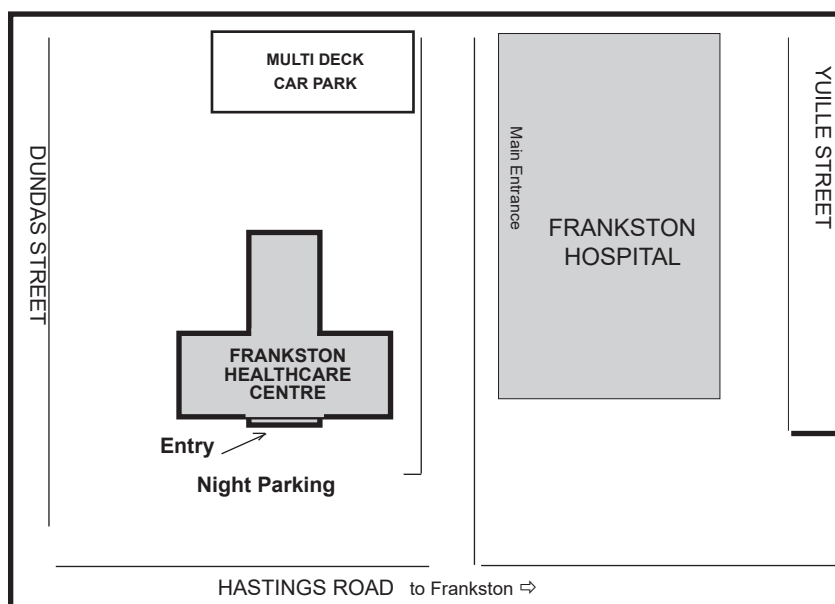 MULTI DECK
CAR PARK
DUNDAS STREET
Main Entrance
YUILLE STREET
FRANKSTON
HOSPITAL
FRANKSTON
HEALTHCARE
CENTRE
Entry
Night Parking
HASTINGS ROAD to Frankston ⇨